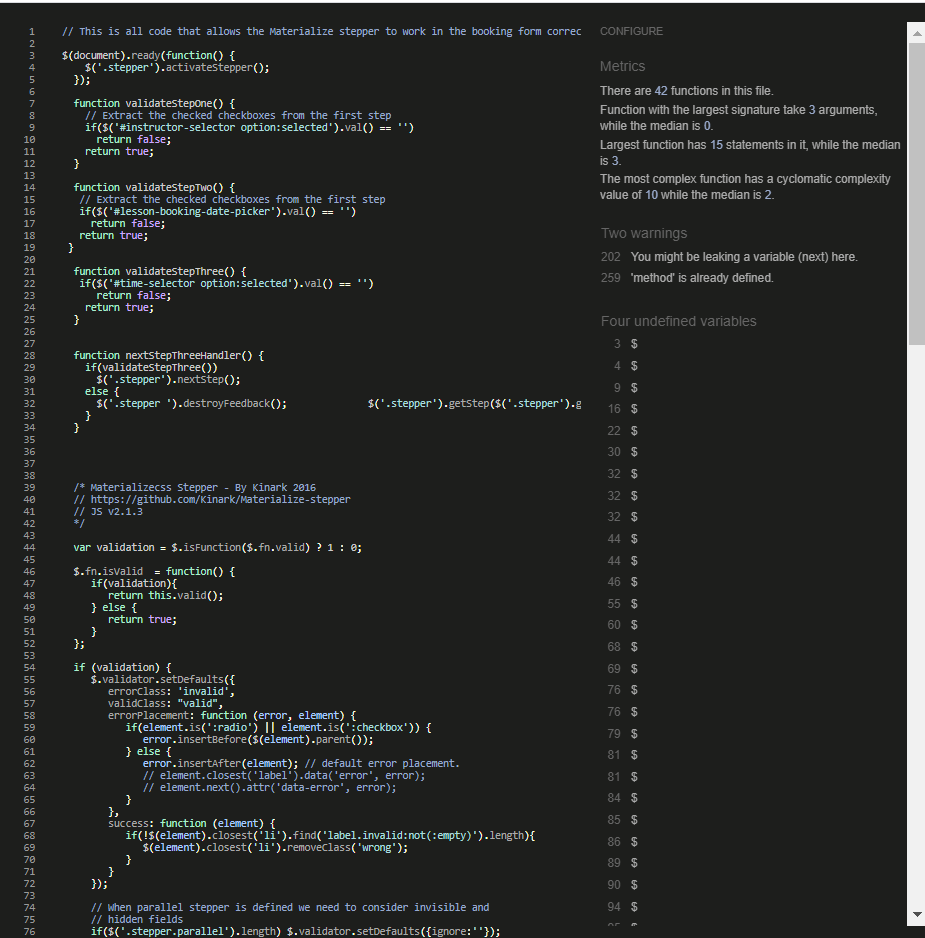 1 // This is all code that allows the Materialize stepper to work in the booking form correc
2
3 $(document).ready(function() {
4 $('.stepper').activateStepper();
5 });
6
7 function validateStepOne() {
8 // Extract the checked checkboxes from the first step
9 if($('#instructor-selector option:selected').val() == '')
10 return false;
11 return true;
12 }
13
14 function validateStepTwo() {
15 // Extract the checked checkboxes from the first step
16 if($('#lesson-booking-date-picker').val() == '')
17 return false;
18 return true;
19 }
20
21 function validateStepThree() {
22 if($('#time-selector option:selected').val() == '')
23 return false;
24 return true;
25 }
26
27
28 function nextStepThreeHandler() {
29 if(validateStepThree())
30 $('.stepper').nextStep();
31 else {
32 $('.stepper ').destroyFeedback(); $('.stepper').getStep($('.stepper').g
33 }
34 }
35
36
37
38
39 /* Materializecss Stepper - By Kinark 2016
40 // https://github.com/Kinark/Materialize-stepper
41 // JS v2.1.3
42 */
43
44 var validation = $.isFunction($.fn.valid) ? 1 : 0;
45
46 $.fn.isValid = function() {
47 if(validation){
48 return this.valid();
49 } else {
50 return true;
51 }
52 };
53
54 if (validation) {
55 $.validator.setDefaults({
56 errorClass: 'invalid',
57 validClass: "valid",
58 errorPlacement: function (error, element) {
59 if(element.is(':radio') || element.is(':checkbox')) {
60 error.insertBefore($(element).parent());
61 } else {
62 error.insertAfter(element); // default error placement.
63 // element.closest('label').data('error', error);
64 // element.next().attr('data-error', error);
65 }
66 },
67 success: function (element) {
68 if(!$(element).closest('li').find('label.invalid:not(:empty)').length){
69 $(element).closest('li').removeClass('wrong');
70 }
71 }
72 });
73
74 // When parallel stepper is defined we need to consider invisible and
75 // hidden fields
76 if($('.stepper.parallel').length) $.validator.setDefaults({ignore:''});
CONFIGURE
Metrics
There are 42 functions in this file.
Function with the largest signature take 3 arguments,
while the median is 0.
Largest function has 15 statements in it, while the median
is 3.
The most complex function has a cyclomatic complexity
value of 10 while the median is 2.
Two warnings
202 You might be leaking a variable (next) here.
259 'method' is already defined.
Four undefined variables
3 $
4 $
9 $
16 $
22 $
30 $
32 $
32 $
32 $
44 $
44 $
46 $
55 $
60 $
68 $
69 $
76 $
76 $
79 $
81 $
81 $
84 $
85 $
86 $
89 $
90 $
94 $